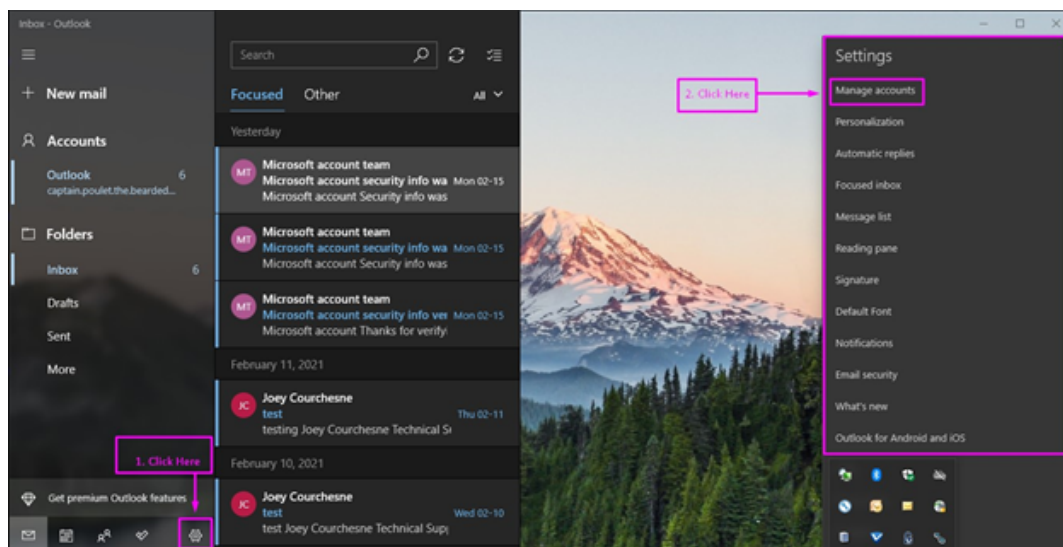 Inbox - Outlook
New mail
Accounts
Outlook 6
captain.poulet.the.bearded...
Folders
Inbox 6
Drafts
Sent
More
1. Click Here
Get premium Outlook features
Search
Focused Other All
Yesterday
MT
Microsoft account team
Microsoft account security info wa Mon 02-15
Microsoft account Security info was
MT
Microsoft account team
Microsoft account security info wa Mon 02-15
Microsoft account Security info was
MT
Microsoft account team
Microsoft account security info ver Mon 02-15
Microsoft account Thanks for verify
February 11, 2021
JC
Joey Courchesne
test Thu 02-11
testing Joey Courchesne Technical S
February 10, 2021
JC
Joey Courchesne
test Wed 02-10
test Joey Courchesne Technical Supp
2. Click Here
Settings
Manage accounts
Personalization
Automatic replies
Focused inbox
Message list
Reading pane
Signature
Default Font
Notifications
Email security
What's new
Outlook for Android and iOS